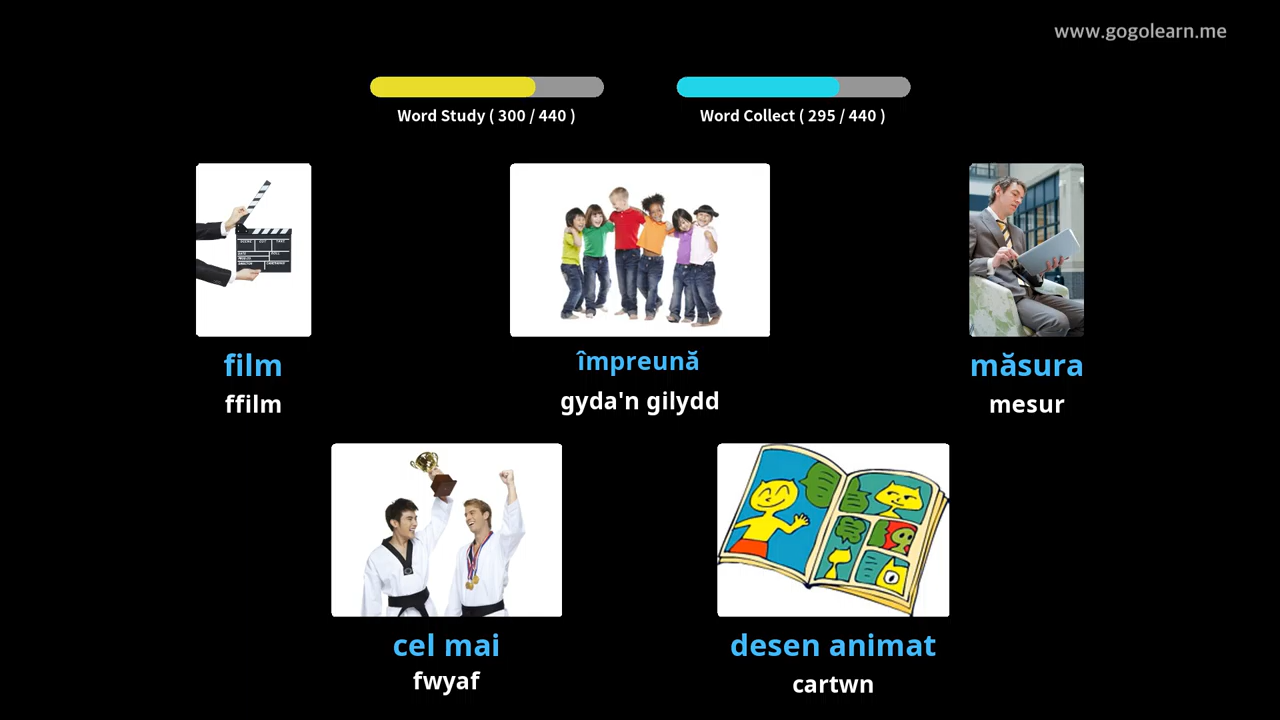 www.gogolearn.me
Word Study ( 300 / 440 )
Word Collect ( 295 / 440 )
film
ffilm
împreună
gyda'n gilydd
măsura
mesur
cel mai
fwyaf
desen animat
cartwn